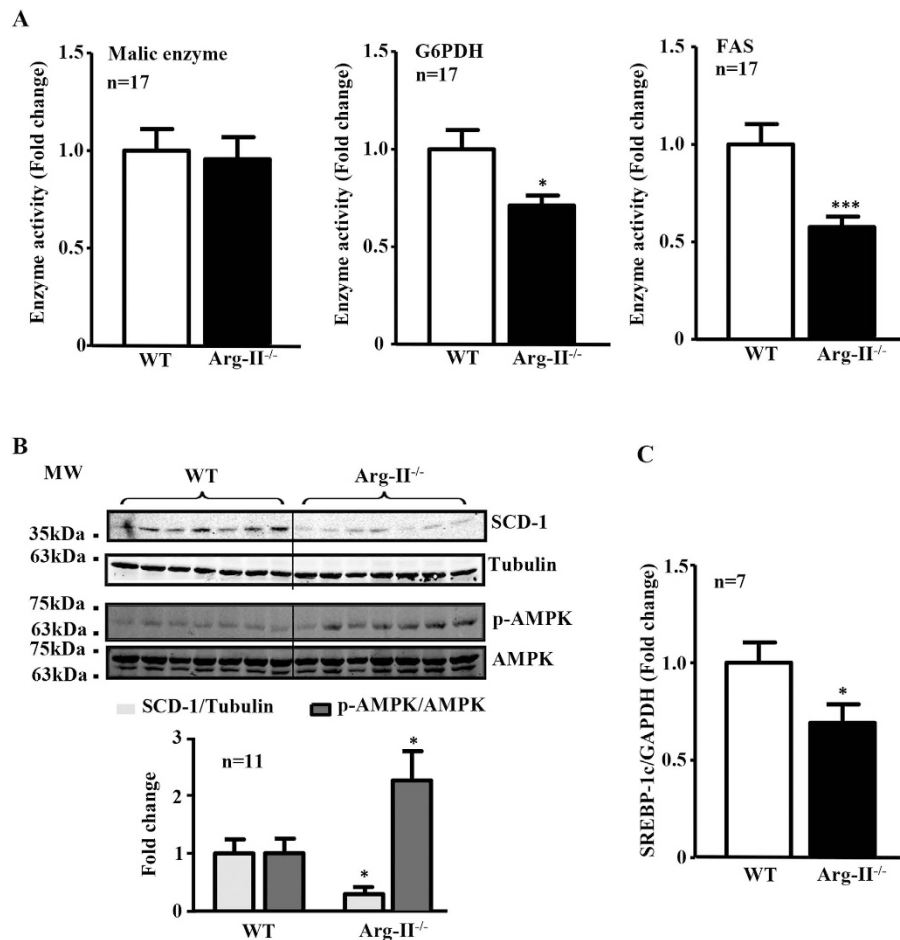 A
Malic enzyme
n=17
Enzyme activity (Fold change)
1.5
1.0
0.5
0
WT
Arg-II-/-
G6PDH
n=17
Enzyme activity (Fold change)
1.5
1.0
0.5
0
*
WT
Arg-II-/-
FAS
n=17
Enzyme activity (Fold change)
1.5
1.0
0.5
0
***
WT
Arg-II-/-
B
MW
WT
Arg-II-/-
35kDa
SCD-1
63kDa
Tubulin
75kDa
63kDa
p-AMPK
75kDa
63kDa
AMPK
SCD-1/Tubulin
p-AMPK/AMPK
n=11
Fold change
3
2
1
0
*
*
WT
Arg-II-/-
C
n=7
SREBP-1c/GAPDH (Fold change)
1.5
1.0
0.5
0
*
WT
Arg-II-/-